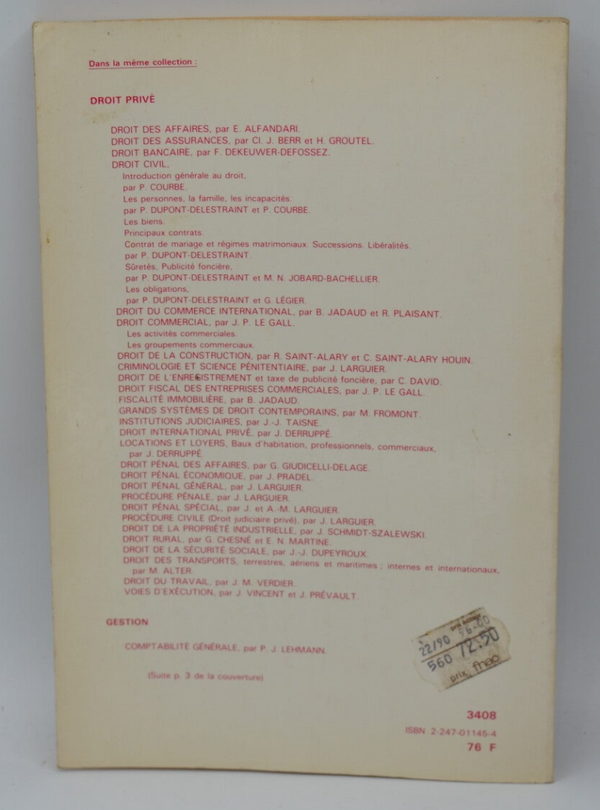 Dans la même collection :
DROIT PRIVÉ
DROIT DES AFFAIRES, par E. ALFANDARI.
DROIT DES ASSURANCES, par Cl. J. BERR et H. GROUTEL.
DROIT BANCAIRE, par F. DEKEUWER-DEFOSSEZ.
DROIT CIVIL,
Introduction générale au droit,
par P. COURBE.
Les personnes, la famille, les incapacités.
par P. DUPONT-DELESTRAINT et P. COURBE.
Les biens,
Principaux contrats
Contrat de mariage et régimes matrimoniaux. Successions. Libéralités.
par P. DUPONT-DELESTRAINT.
Sûretés, Publicité foncière,
par P. DUPONT-DELESTRAINT et M. N. JOBARD-BACHELLIER.
Les obligations,
par P. DUPONT-DELESTRAINT et G. LÉGIER.
DROIT DU COMMERCE INTERNATIONAL, par B. JADAUD et R. PLAISANT.
DROIT COMMERCIAL, par J. P. LE GALL.
Les activités commerciales.
Les groupements commerciaux.
DROIT DE LA CONSTRUCTION, par R. SAINT-ALARY et C. SAINT-ALARY HOUIN.
CRIMINOLOGIE ET SCIENCE PÉNITENTIAIRE, par J. LARGUIER.
DROIT DE L'ENREGISTREMENT et taxe de publicité foncière, par C. DAVID.
DROIT FISCAL DES ENTREPRISES COMMERCIALES, par J. P. LE GALL.
FISCALITÉ IMMOBILIÈRE, par B. JADAUD.
GRANDS SYSTÈMES DE DROIT CONTEMPORAINS, par M. FROMONT.
INSTITUTIONS JUDICIAIRES, par J.-J. TAISNE.
DROIT INTERNATIONAL PRIVÉ, par J. DERRUPPÉ.
LOCATIONS ET LOYERS, Baux d'habitation, professionnels, commerciaux,
par J. DERRUPPÉ.
DROIT PÉNAL DES AFFAIRES, par G. GIUDICELLI-DELAGE.
DROIT PÉNAL ÉCONOMIQUE, par J. PRADEL.
DROIT PÉNAL GÉNÉRAL, par J. LARGUIER.
PROCÉDURE PÉNALE, par J. LARGUIER.
DROIT PÉNAL SPÉCIAL, par J. et A.-M. LARGUIER.
PROCÉDURE CIVILE (Droit judiciaire privé), par J. LARGUIER.
DROIT DE LA PROPRIÉTÉ INDUSTRIELLE, par J. SCHMIDT-SZALEWSKI.
DROIT RURAL, par G. CHESNÉ et E. N. MARTINE.
DROIT DE LA SÉCURITÉ SOCIALE, par J.-J. DUPEYROUX.
DROIT DES TRANSPORTS, terrestres, aériens et maritimes ; internes et internationaux,
par M. ALTER.
DROIT DU TRAVAIL, par J. M. VERDIER.
VOIES D'EXÉCUTION, par J. VINCENT et J. PRÉVAULT.
GESTION
COMPTABILITÉ GÉNÉRALE, par P. J. LEHMANN.
(Suite p. 3 de la couverture)
22/90
560 72.50
prix fnac
3408
ISBN 2-247-01145-4
76 F